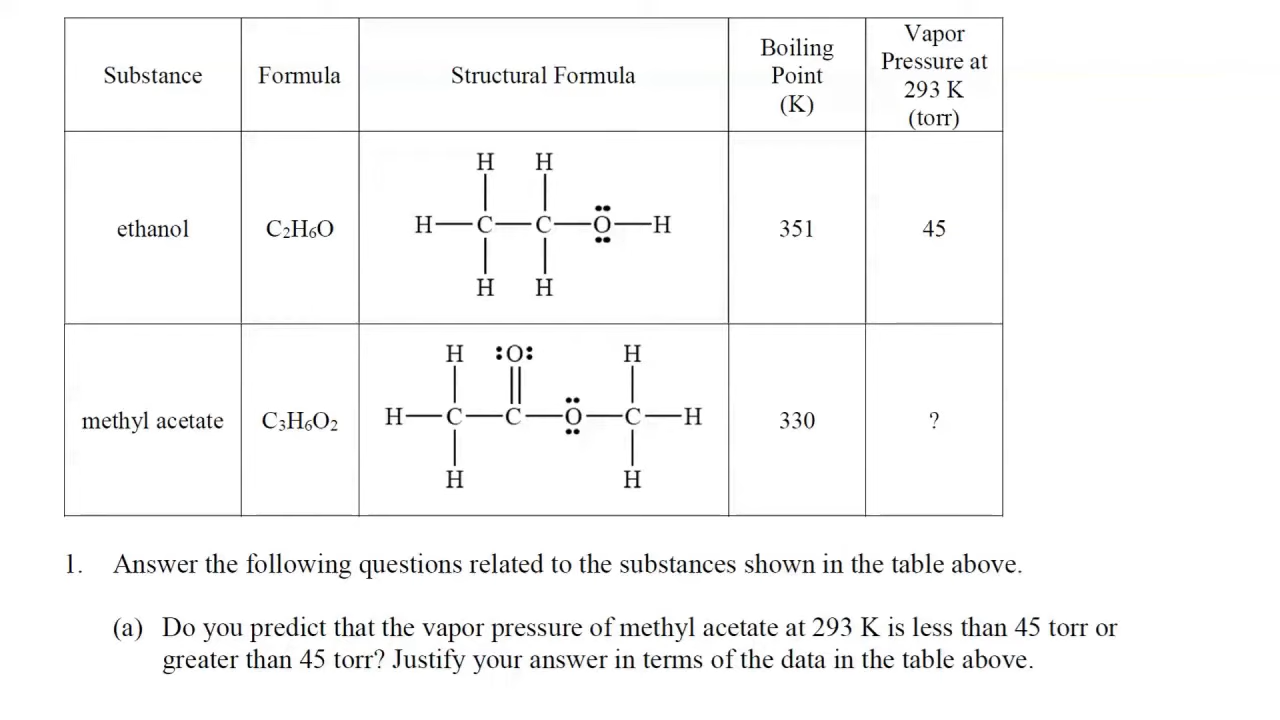 Substance Formula Structural Formula Boiling Point (K) Vapor Pressure at 293 K (torr)
H H
ethanol C₂H₆O H—C—C—O—H 351 45
H H
H :O: H
methyl acetate C₃H₆O₂ H—C—C—O—C—H 330 ?
H H
1. Answer the following questions related to the substances shown in the table above.
(a) Do you predict that the vapor pressure of methyl acetate at 293 K is less than 45 torr or
greater than 45 torr? Justify your answer in terms of the data in the table above.